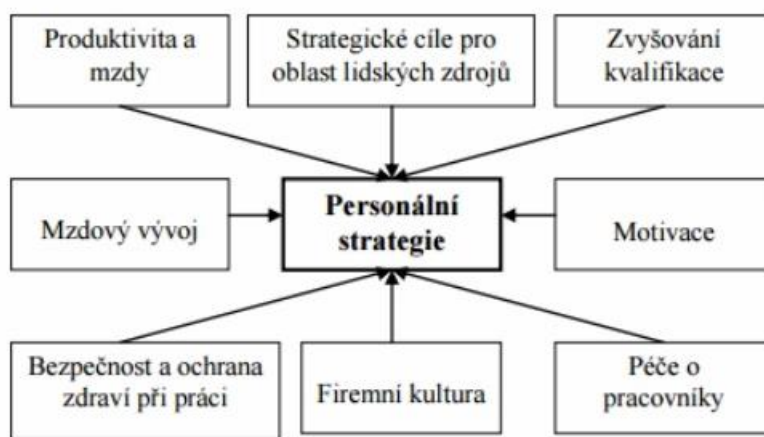 Produktivita a
mzdy
Strategické cíle pro
oblast lidských zdrojů
Zvyšování
kvalifikace
Mzdový vývoj
Personální
strategie
Motivace
Bezpečnost a ochrana
zdraví při práci
Firemní kultura
Péče o
pracovníky